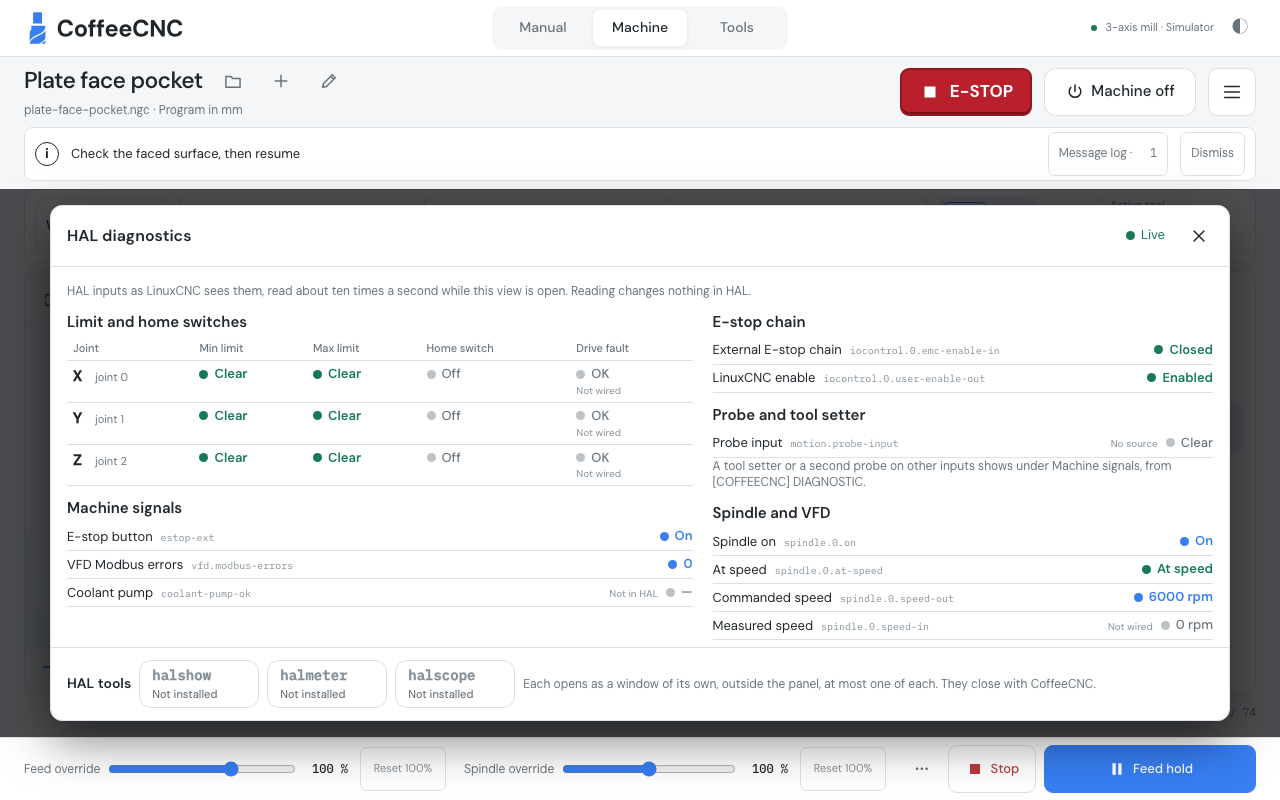 CoffeeCNC
Manual
Machine
Tools
3-axis mill · Simulator
Plate face pocket
plate-face-pocket.ngc · Program in mm
E-STOP
Machine off
Check the faced surface, then resume
Message log · 1
Dismiss
HAL diagnostics
Live
HAL inputs as LinuxCNC sees them, read about ten times a second while this view is open. Reading changes nothing in HAL.
Limit and home switches
Joint Min limit Max limit Home switch Drive fault
X joint 0 Clear Clear Off OK
Not wired
Y joint 1 Clear Clear Off OK
Not wired
Z joint 2 Clear Clear Off OK
Not wired
Machine signals
E-stop button estop-ext On
VFD Modbus errors vfd.modbus-errors 0
Coolant pump coolant-pump-ok Not in HAL —
E-stop chain
External E-stop chain iocontrol.0.emc-enable-in Closed
LinuxCNC enable iocontrol.0.user-enable-out Enabled
Probe and tool setter
Probe input motion.probe-input No source Clear
A tool setter or a second probe on other inputs shows under Machine signals, from
[COFFEECNC] DIAGNOSTIC.
Spindle and VFD
Spindle on spindle.0.on On
At speed spindle.0.at-speed At speed
Commanded speed spindle.0.speed-out 6000 rpm
Measured speed spindle.0.speed-in Not wired 0 rpm
HAL tools
halshow
Not installed
halmeter
Not installed
halscope
Not installed
Each opens as a window of its own, outside the panel, at most one of each. They close with CoffeeCNC.
/ 74
Feed override 100 % Reset 100%
Spindle override 100 % Reset 100%
···
Stop
Feed hold